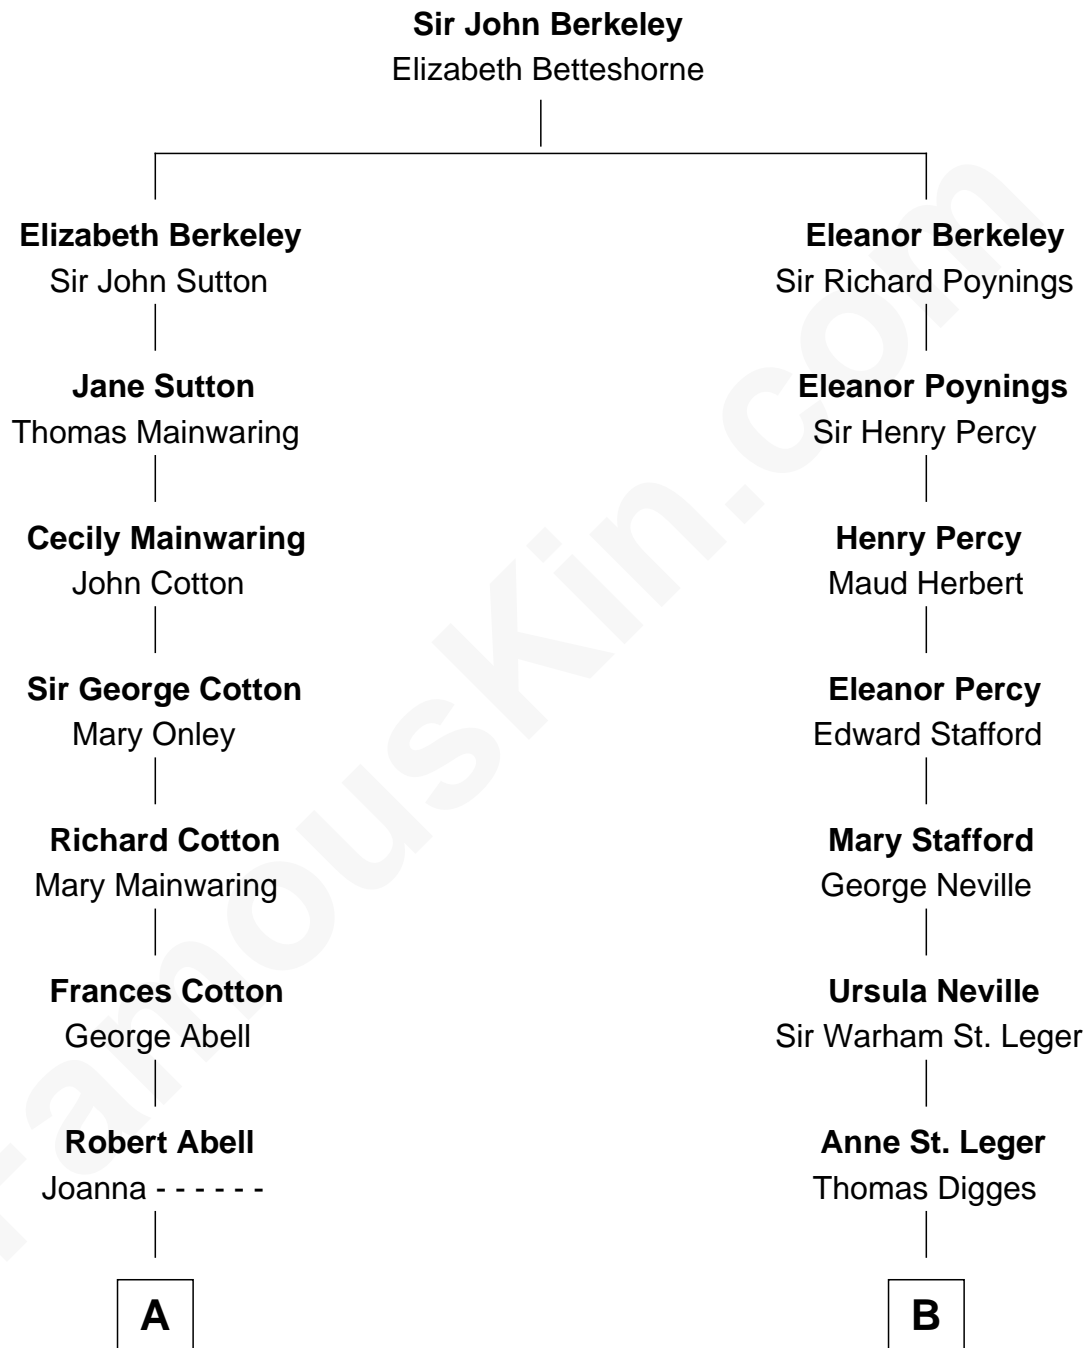 Sir John Berkeley
Elizabeth Betteshorne
Elizabeth Berkeley
Sir John Sutton
Jane Sutton
Thomas Mainwaring
Cecily Mainwaring
John Cotton
Sir George Cotton
Mary Onley
Richard Cotton
Mary Mainwaring
Frances Cotton
George Abell
Robert Abell
Joanna - - - - - -
A
Eleanor Berkeley
Sir Richard Poynings
Eleanor Poynings
Sir Henry Percy
Henry Percy
Maud Herbert
Eleanor Percy
Edward Stafford
Mary Stafford
George Neville
Ursula Neville
Sir Warham St. Leger
Anne St. Leger
Thomas Digges
B
FamousKin.com